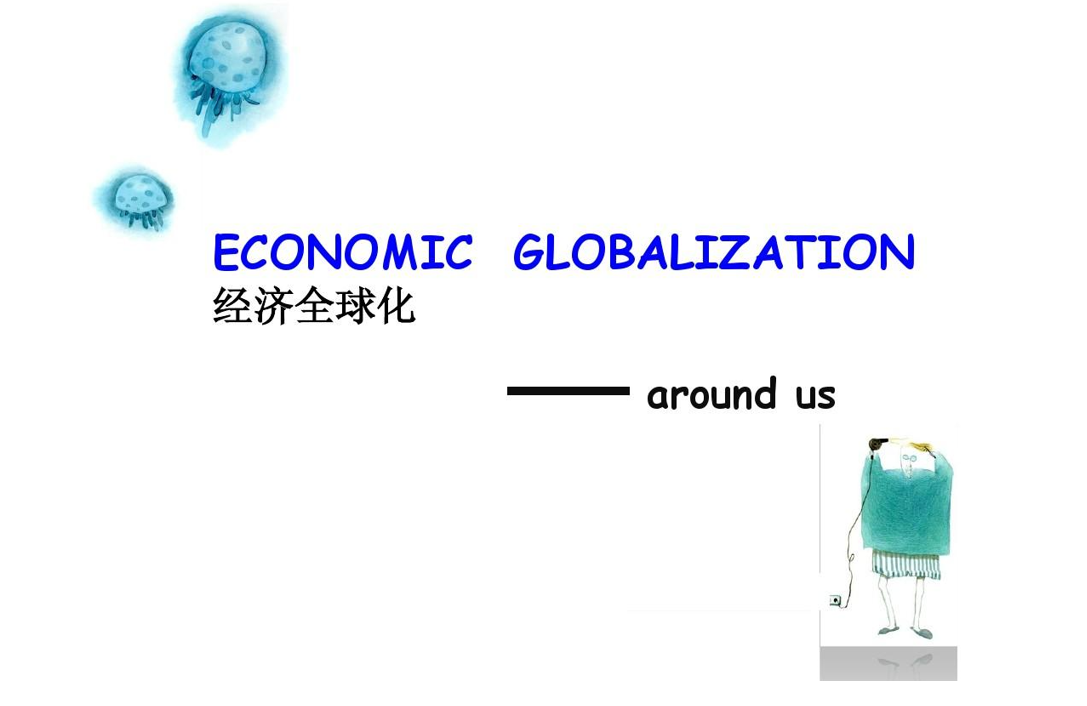 ECONOMIC GLOBALIZATION
经济全球化
—— around us